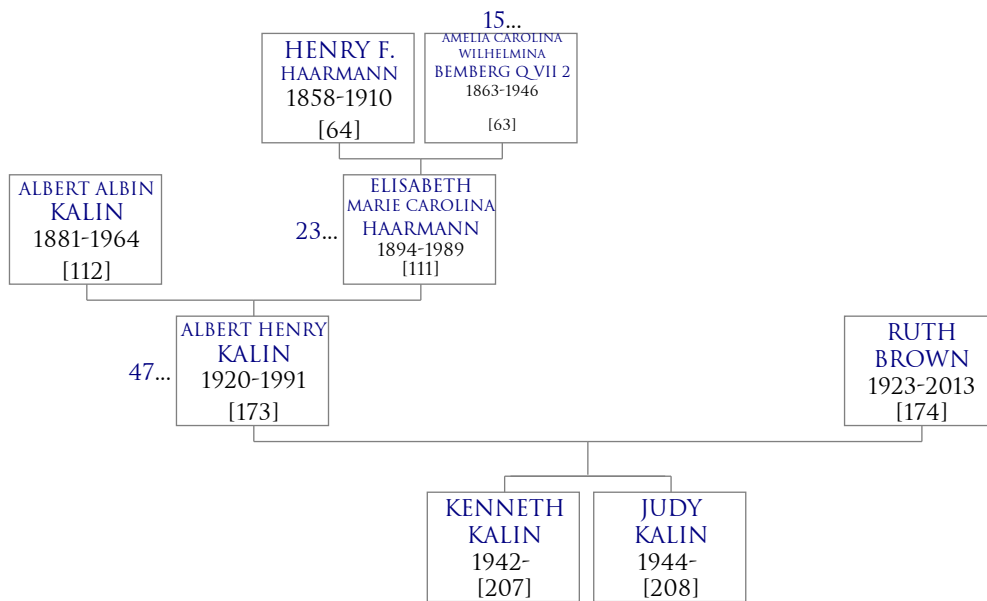 15...
HENRY F.
HAARMANN
1858-1910
[64]
AMELIA CAROLINA
WILHELMINA
BEMBERG Q VII 2
1863-1946
[63]
ALBERT ALBIN
KALIN
1881-1964
[112]
23...
ELISABETH
MARIE CAROLINA
HAARMANN
1894-1989
[111]
47...
ALBERT HENRY
KALIN
1920-1991
[173]
RUTH
BROWN
1923-2013
[174]
KENNETH
KALIN
1942-
[207]
JUDY
KALIN
1944-
[208]